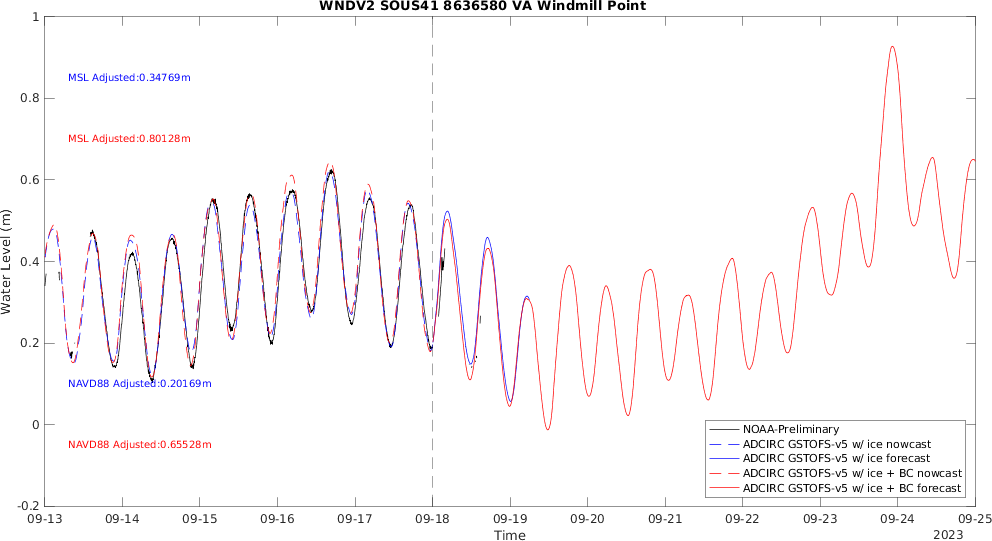 WNDV2 SOUS41 8636580 VA Windmill Point
1
0.8
0.6
0.4
0.2
0
-0.2
Water Level (m)
MSL Adjusted:0.34769m
MSL Adjusted:0.80128m
NAVD88 Adjusted:0.20169m
NAVD88 Adjusted:0.65528m
NOAA-Preliminary
ADCIRC GSTOFS-v5 w/ ice nowcast
ADCIRC GSTOFS-v5 w/ ice forecast
ADCIRC GSTOFS-v5 w/ ice + BC nowcast
ADCIRC GSTOFS-v5 w/ ice + BC forecast
09-13 09-14 09-15 09-16 09-17 09-18 09-19 09-20 09-21 09-22 09-23 09-24 09-25
Time
2023